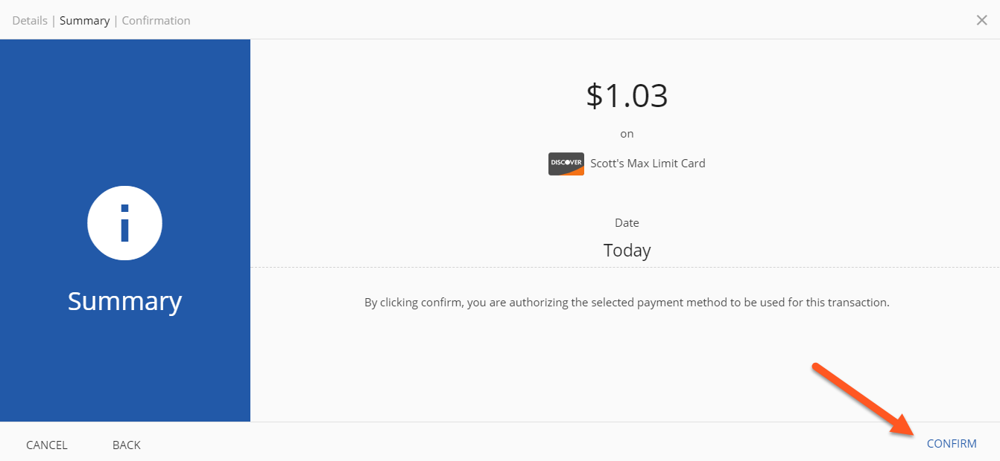 Details | Summary | Confirmation
$1.03
on
DISCOVER Scott's Max Limit Card
Date
Today
Summary
By clicking confirm, you are authorizing the selected payment method to be used for this transaction.
CANCEL BACK CONFIRM